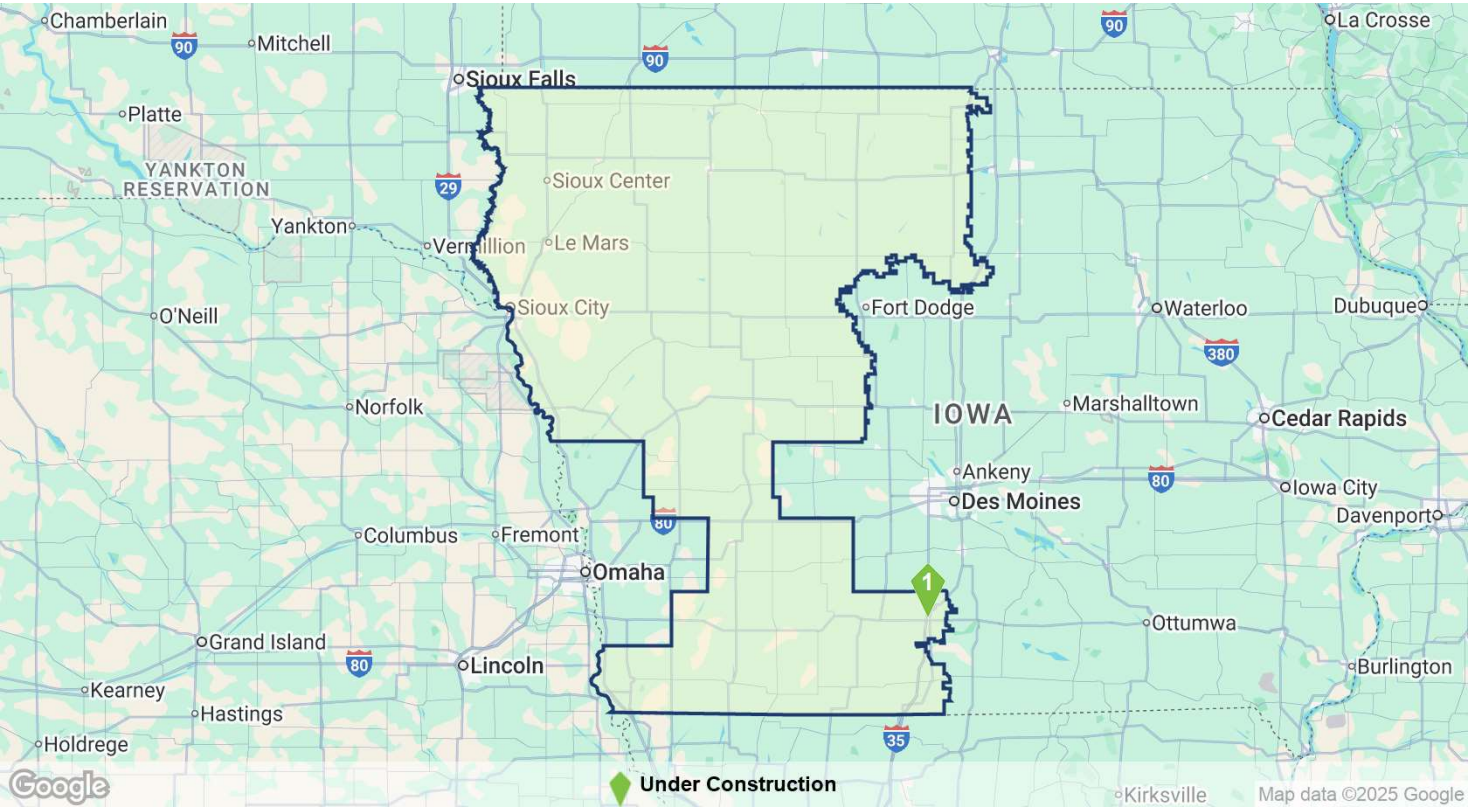 Chamberlain
90
Mitchell
90
90
La Crosse
Sioux Falls
Platte
YANKTON
RESERVATION
29
Sioux Center
Yankton
Vermillion
Le Mars
O'Neill
Sioux City
Fort Dodge
Waterloo
Dubuque
380
Norfolk
IOWA
Marshalltown
Cedar Rapids
Ankeny
80
Iowa City
Des Moines
Davenport
80
Columbus
Fremont
Omaha
1
Grand Island
80
Lincoln
Ottumwa
Burlington
Kearney
Hastings
35
Holdrege
Google
Under Construction
Kirksville
Map data ©2025 Google